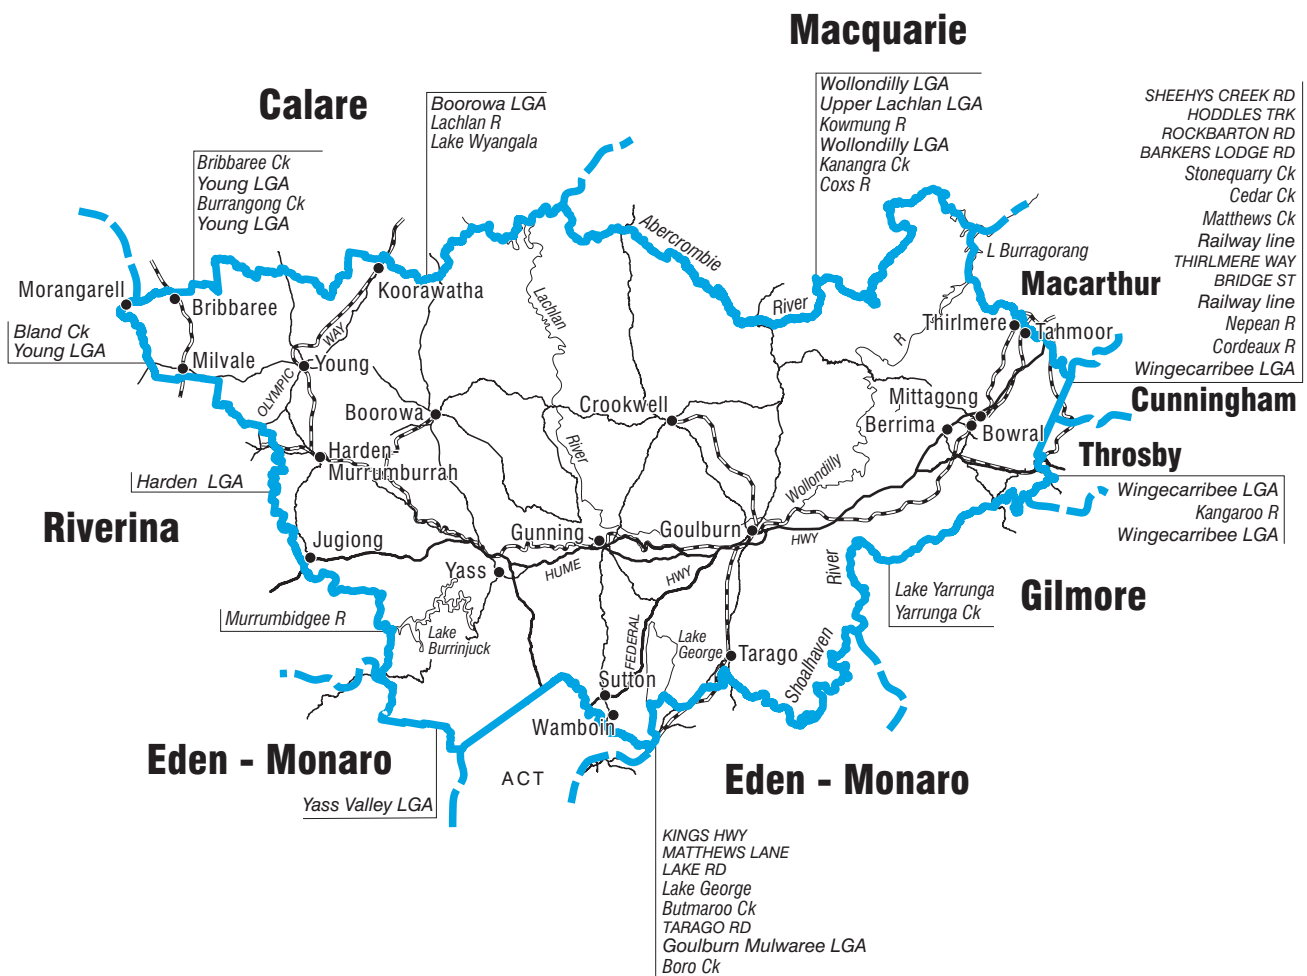 Macquarie
Calare
Wollondilly LGA
Upper Lachlan LGA
Kowmung R
Wollondilly LGA
Kanangra Ck
Coxs R
SHEEHYS CREEK RD
HODDLES TRK
ROCKBARTON RD
BARKERS LODGE RD
Stonequarry Ck
Cedar Ck
Matthews Ck
Railway line
THIRLMERE WAY
BRIDGE ST
Railway line
Nepean R
Cordeaux R
Wingecarribee LGA
Boorowa LGA
Lachlan R
Lake Wyangala
Bribbaree Ck
Young LGA
Burrangong Ck
Young LGA
Abercrombie
River
L Burragorang
Macarthur
Morangarell
Bribbaree
Koorawatha
Lachlan
River
Thirlmere
Tahmoor
R
Bland Ck
Young LGA
Milvale
Young
OLYMPIC
WAY
Boorowa
Crookwell
Mittagong
Berrima
Bowral
Cunningham
Throsby
Harden-
Murrumburrah
Harden LGA
Wollondilly
Wingecarribee LGA
Kangaroo R
Wingecarribee LGA
Riverina
Jugiong
Gunning
Goulburn
HWY
Yass
HUME
HWY
River
Lake Yarrunga
Yarrunga Ck
Gilmore
Murrumbidgee R
Lake
Burrinjuck
FEDERAL
Lake
George
Tarago
Shoalhaven
Sutton
Wamboin
Eden - Monaro
ACT
Eden - Monaro
Yass Valley LGA
KINGS HWY
MATTHEWS LANE
LAKE RD
Lake George
Butmaroo Ck
TARAGO RD
Goulburn Mulwaree LGA
Boro Ck